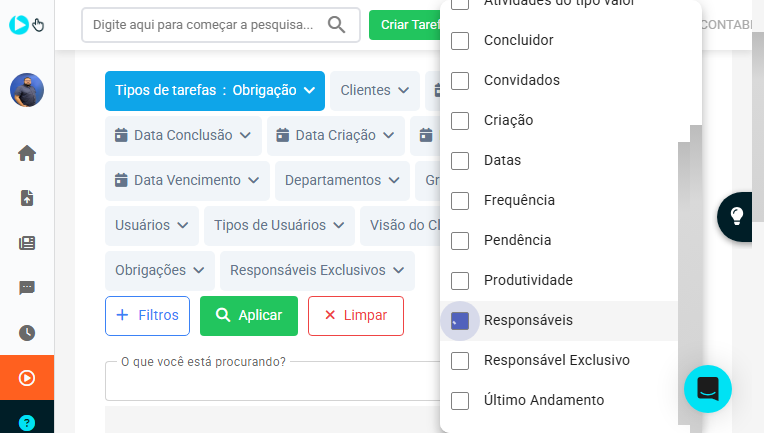 Digite aqui para começar a pesquisa...
Criar Taref
CONTABI
Tipos de tarefas : Obrigação
Clientes
Data Conclusão
Data Criação
Data Vencimento
Departamentos
Gr
Usuários
Tipos de Usuários
Visão do Cl
Obrigações
Responsáveis Exclusivos
Filtros
Aplicar
Limpar
O que você está procurando?
Atividades do tipo valor
Concluidor
Convidados
Criação
Datas
Frequência
Pendência
Produtividade
Responsáveis
Responsável Exclusivo
Último Andamento